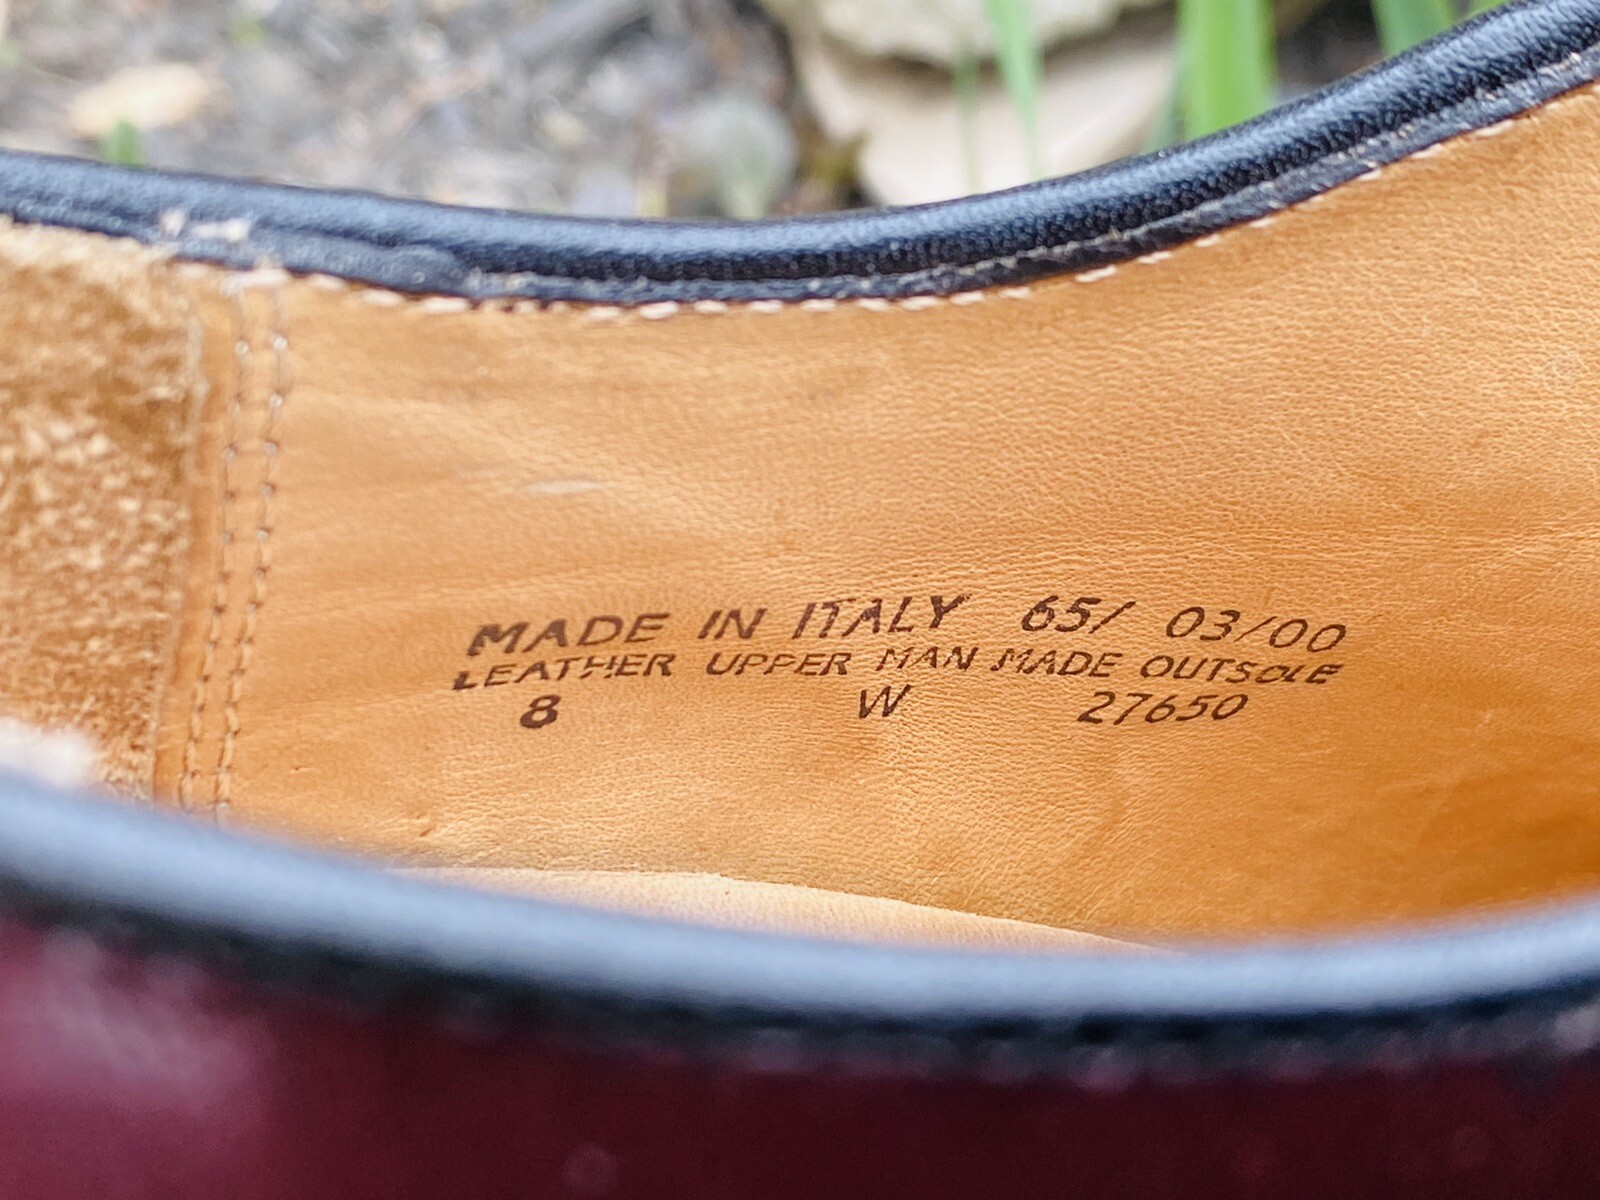 MADE IN ITALY 65/ 03/00
LEATHER UPPER MAN MADE OUTSOLE
8 W 27650